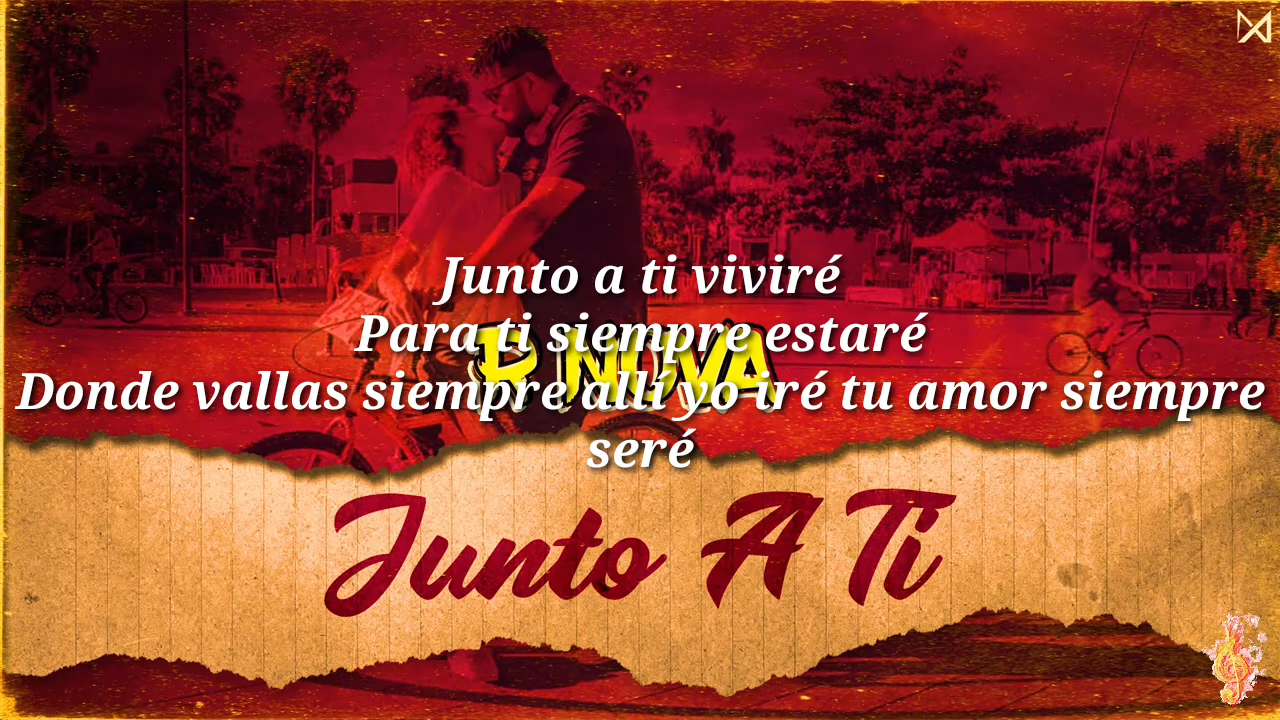 Junto a ti viviré
Para ti siempre estaré
R NOVA
Donde vallas siempre allí yo iré tu amor siempre
seré
Junto A Ti